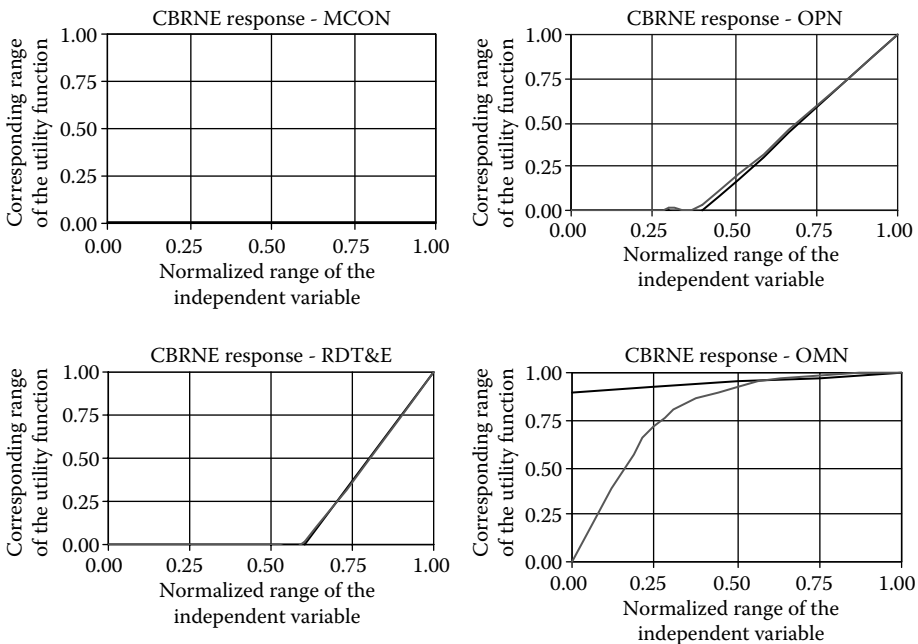 CBRNE response - MCON
Corresponding range
of the utility function
1.00
0.75
0.50
0.25
0.00
0.00 0.25 0.50 0.75 1.00
Normalized range of the
independent variable
CBRNE response - OPN
Corresponding range
of the utility function
1.00
0.75
0.50
0.25
0.00
0.00 0.25 0.50 0.75 1.00
Normalized range of the
independent variable
CBRNE response - RDT&E
Corresponding range
of the utility function
1.00
0.75
0.50
0.25
0.00
0.00 0.25 0.50 0.75 1.00
Normalized range of the
independent variable
CBRNE response - OMN
Corresponding range
of the utility function
1.00
0.75
0.50
0.25
0.00
0.00 0.25 0.50 0.75 1.00
Normalized range of the
independent variable